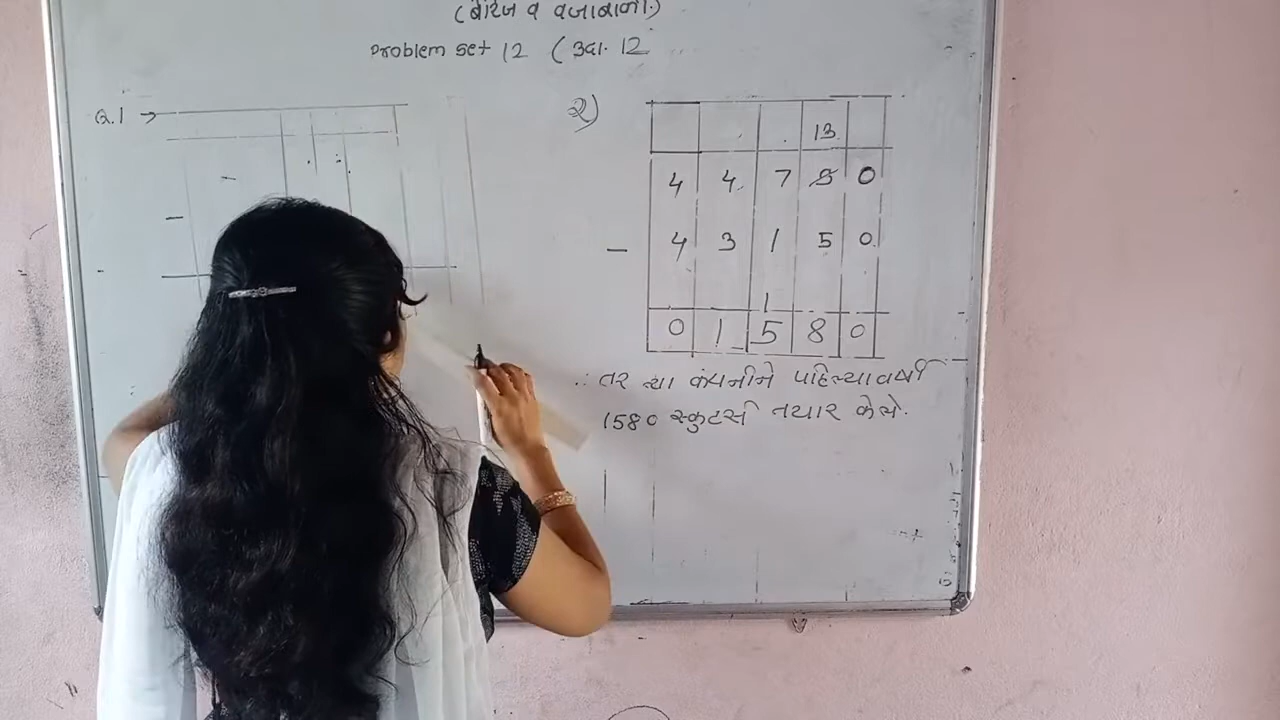 (बेरीज व वजाबाकी)
Problem set 12 (उदा. 12
Q.1 →
२)
13
4 4 7 5 0
- 4 3 1 5 0
1
0 1 5 8 0
∴ तर त्या कंपनीने पहिल्या वर्षी
1580 स्कुटर्स तयार केले.